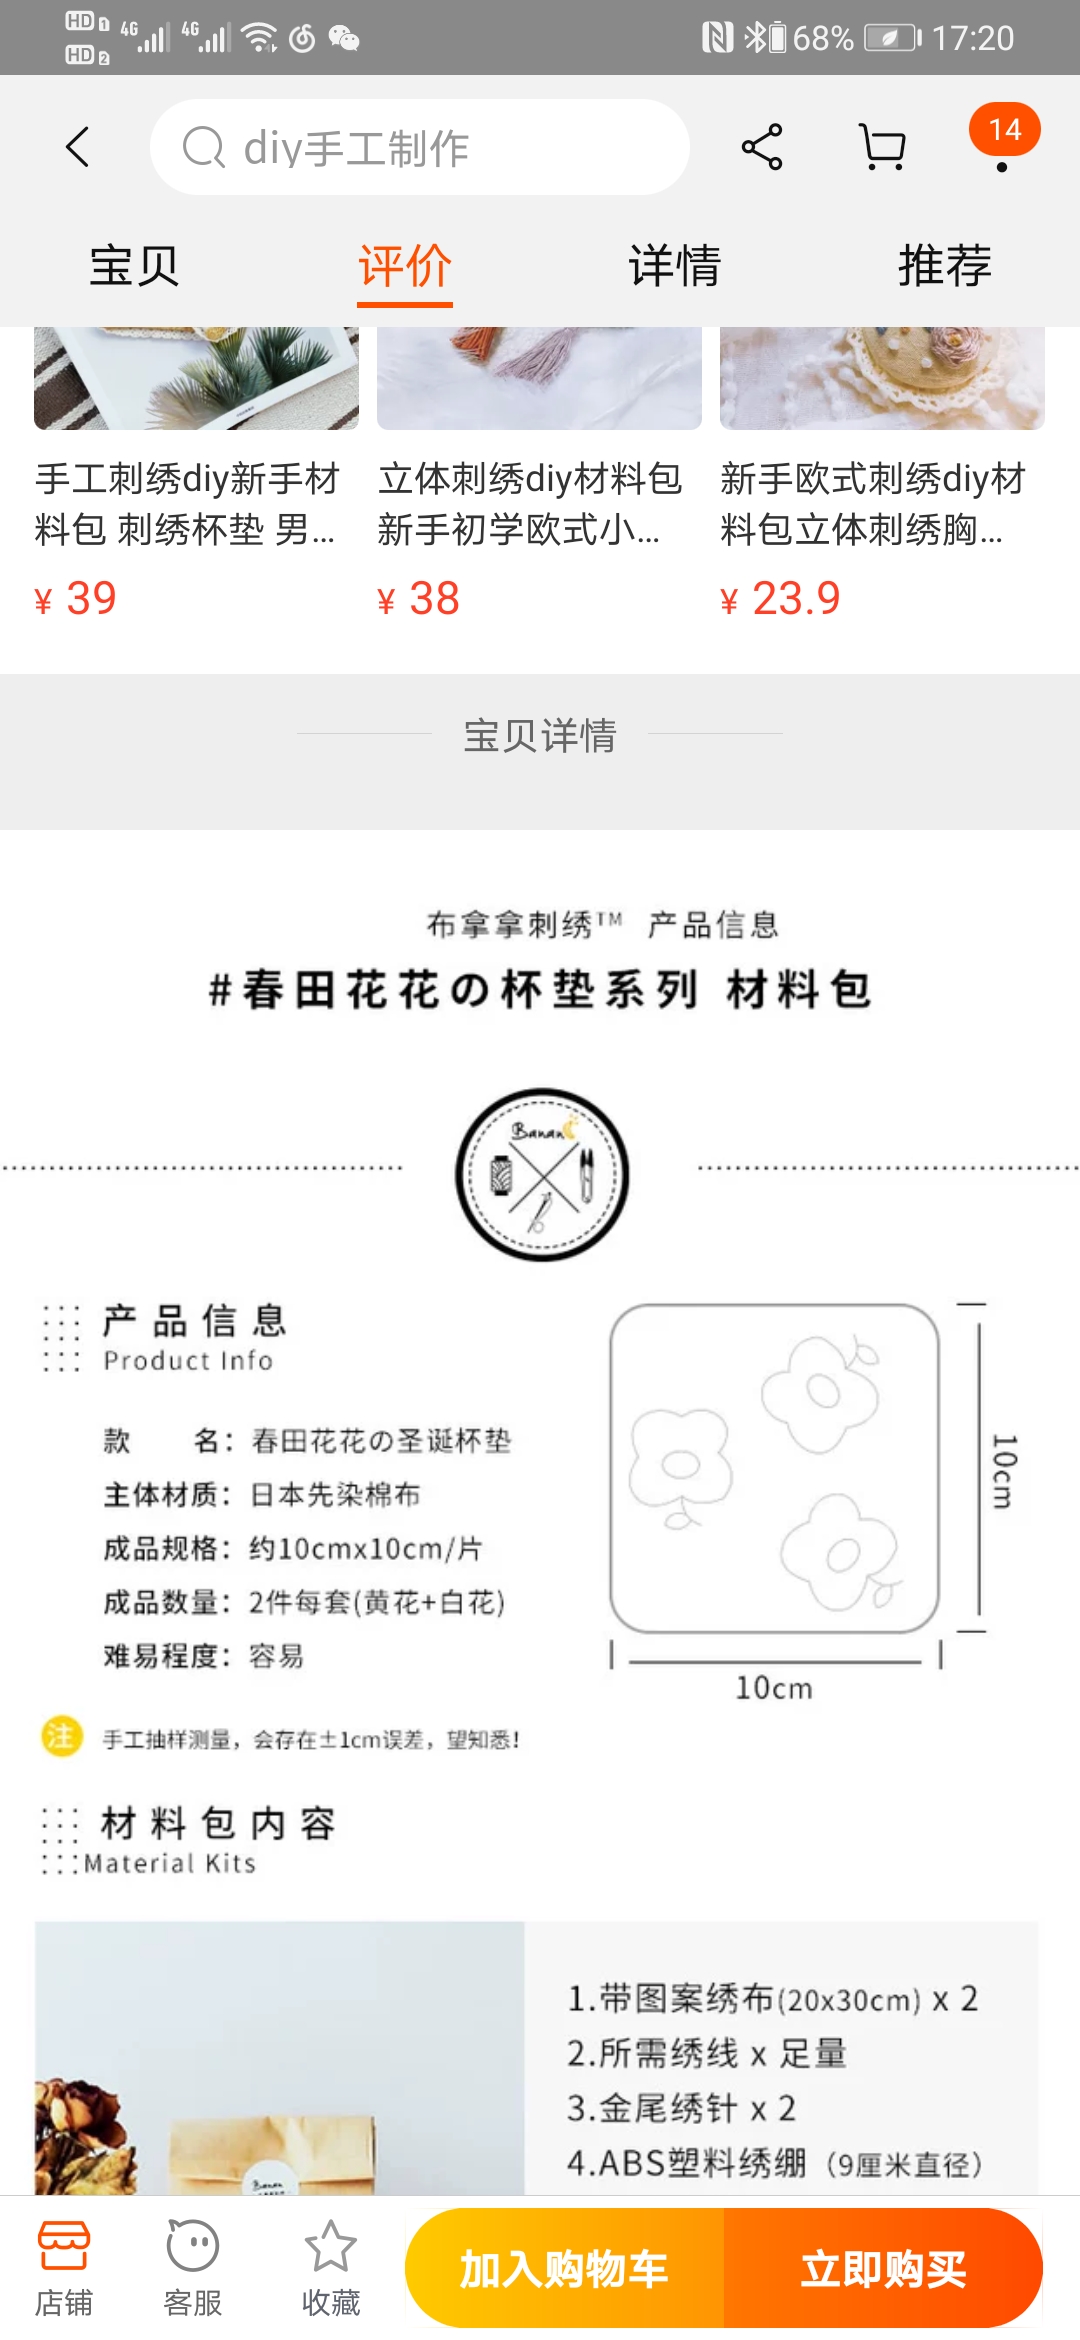 HD 1 4G 4G 68% 17:20
HD 2
diy手工制作
14
宝贝 评价 详情 推荐
手工刺绣diy新手材
料包 刺绣杯垫 男...
¥ 39
立体刺绣diy材料包
新手初学欧式小...
¥ 38
新手欧式刺绣diy材
料包立体刺绣胸...
¥ 23.9
宝贝详情
布拿拿刺绣™ 产品信息
#春田花花の杯垫系列 材料包
Banana
产品信息
Product Info
款 名：春田花花の圣诞杯垫
主体材质：日本先染棉布
成品规格：约10cmx10cm/片
成品数量：2件每套(黄花+白花)
难易程度：容易
10cm
10cm
注 手工抽样测量，会存在±1cm误差，望知悉！
材料包内容
Material Kits
1.带图案绣布(20x30cm) x 2
2.所需绣线 x 足量
3.金尾绣针 x 2
4.ABS塑料绣绷（9厘米直径）
店铺 客服 收藏 加入购物车 立即购买